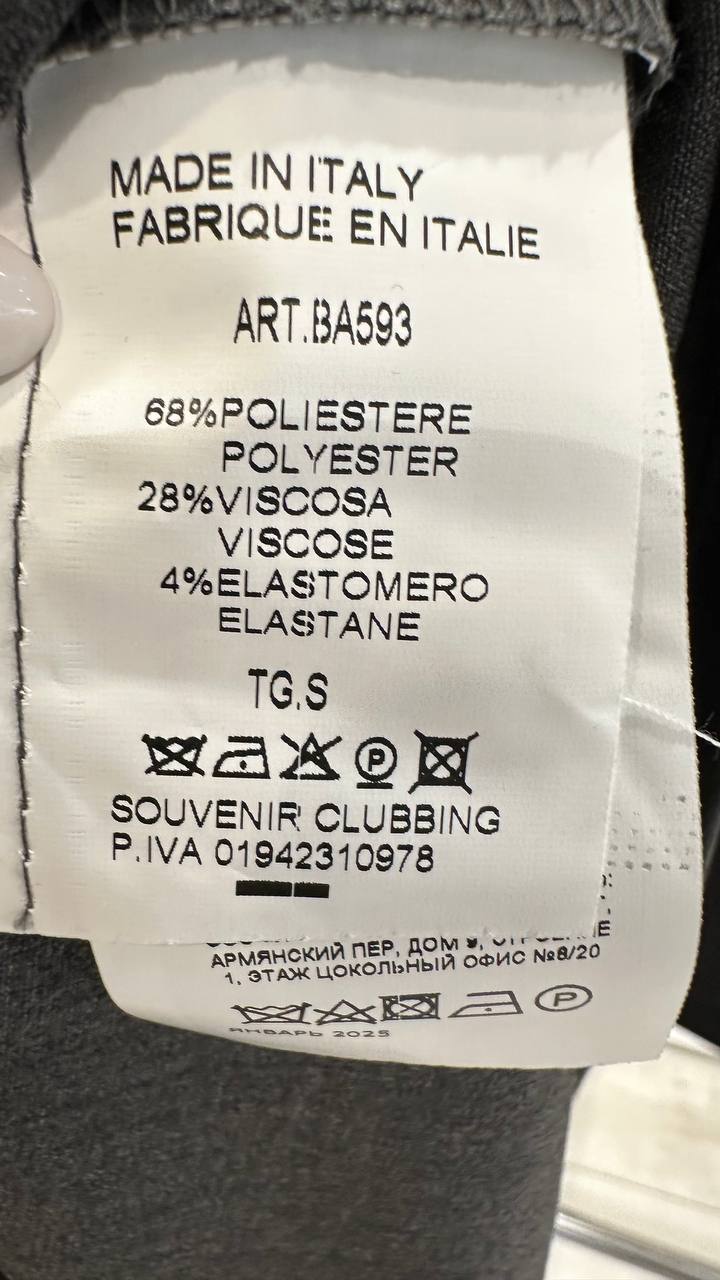 MADE IN ITALY
FABRIQUE EN ITALIE
ART.BA593
68%POLIESTERE
POLYESTER
28%VISCOSA
VISCOSE
4%ELASTOMERO
ELASTANE
TG.S
P
SOUVENIR CLUBBING
P.IVA 01942310978
АРМЯНСКИЙ ПЕР, ДОМ 9,
1, ЭТАЖ ЦОКОЛЬНЫЙ ОФИС №8/20
P
ЯНВАРЬ 2025